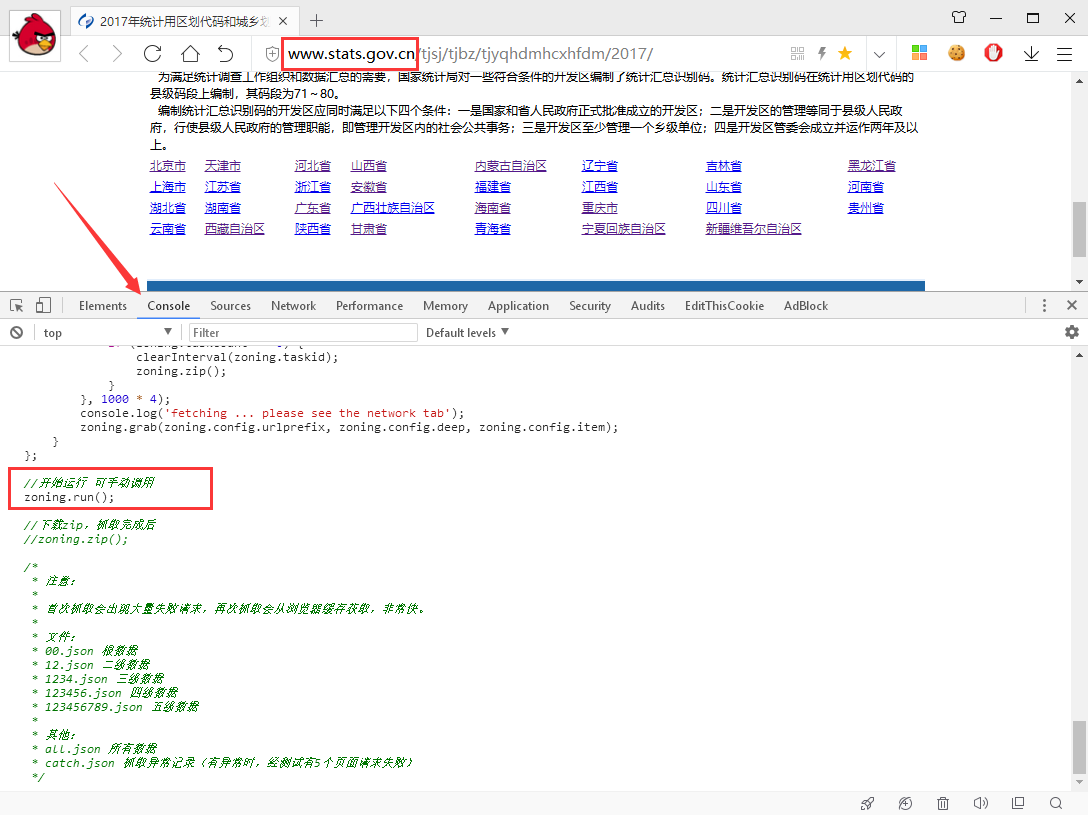 2017年统计用区划代码和城乡划
www.stats.gov.cn/tjsj/tjbz/tjyqhdmhcxhfdm/2017/
为满足统计调查工作组织和数据汇总的需要，国家统计局对一些符合条件的开发区编制了统计汇总识别码。统计汇总识别码在统计用区划代码的
县级码段上编制，其码段为71～80。
编制统计汇总识别码的开发区应同时满足以下四个条件：一是国家和省人民政府正式批准成立的开发区；二是开发区的管理等同于县级人民政
府，行使县级人民政府的管理职能，即管理开发区内的社会公共事务；三是开发区至少管理一个乡级单位；四是开发区管委会成立并运作两年及以
上。
北京市 天津市 河北省 山西省 内蒙古自治区 辽宁省 吉林省 黑龙江省
上海市 江苏省 浙江省 安徽省 福建省 江西省 山东省 河南省
湖北省 湖南省 广东省 广西壮族自治区 海南省 重庆市 四川省 贵州省
云南省 西藏自治区 陕西省 甘肃省 青海省 宁夏回族自治区 新疆维吾尔自治区
Elements Console Sources Network Performance Memory Application Security Audits EditThisCookie AdBlock
top Filter Default levels
clearInterval(zoning.taskid);
zoning.zip();
}
}, 1000 * 4);
console.log('fetching ... please see the network tab');
zoning.grab(zoning.config.urlprefix, zoning.config.deep, zoning.config.item);
}
};
//开始运行 可手动调用
zoning.run();
//下载zip，抓取完成后
//zoning.zip();
/*
* 注意：
*
* 首次抓取会出现大量失败请求，再次抓取会从浏览器缓存获取，非常快。
*
* 文件：
* 00.json 根数据
* 12.json 二级数据
* 1234.json 三级数据
* 123456.json 四级数据
* 123456789.json 五级数据
*
* 其他：
* all.json 所有数据
* catch.json 抓取异常记录（有异常时，经测试有5个页面请求失败）
*/